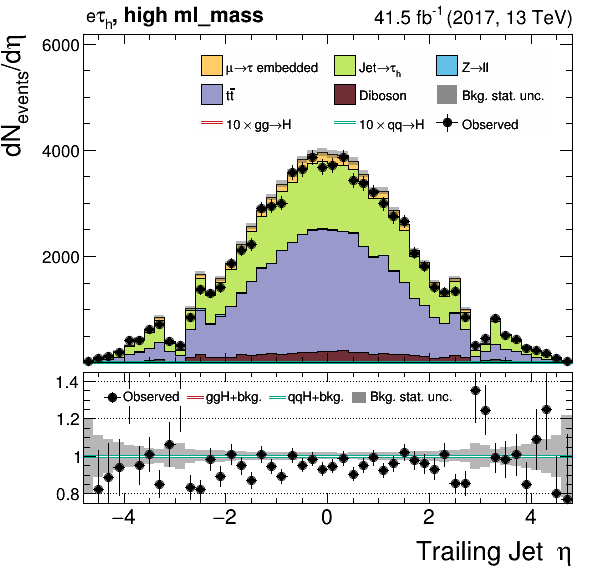 eτh, high ml_mass 41.5 fb-1 (2017, 13 TeV)
dNevents/dη
6000
4000
2000
μ→τ embedded Jet→τh Z→ll
tt̄ Diboson Bkg. stat. unc.
10 × gg→H 10 × qq→H Observed
1.4
1.2
1
0.8
Observed ggH+bkg. qqH+bkg. Bkg. stat. unc.
−4 −2 0 2 4
Trailing Jet η